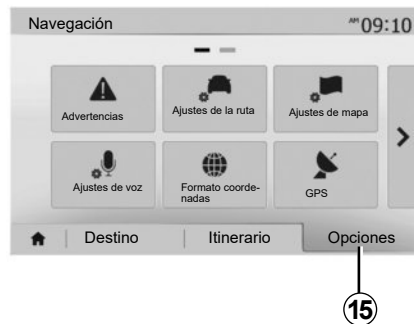 Navegación
AM 09:10
Advertencias
Ajustes de la ruta
Ajustes de mapa
Ajustes de voz
Formato coorde-
nadas
GPS
Destino
Itinerario
Opciones
15